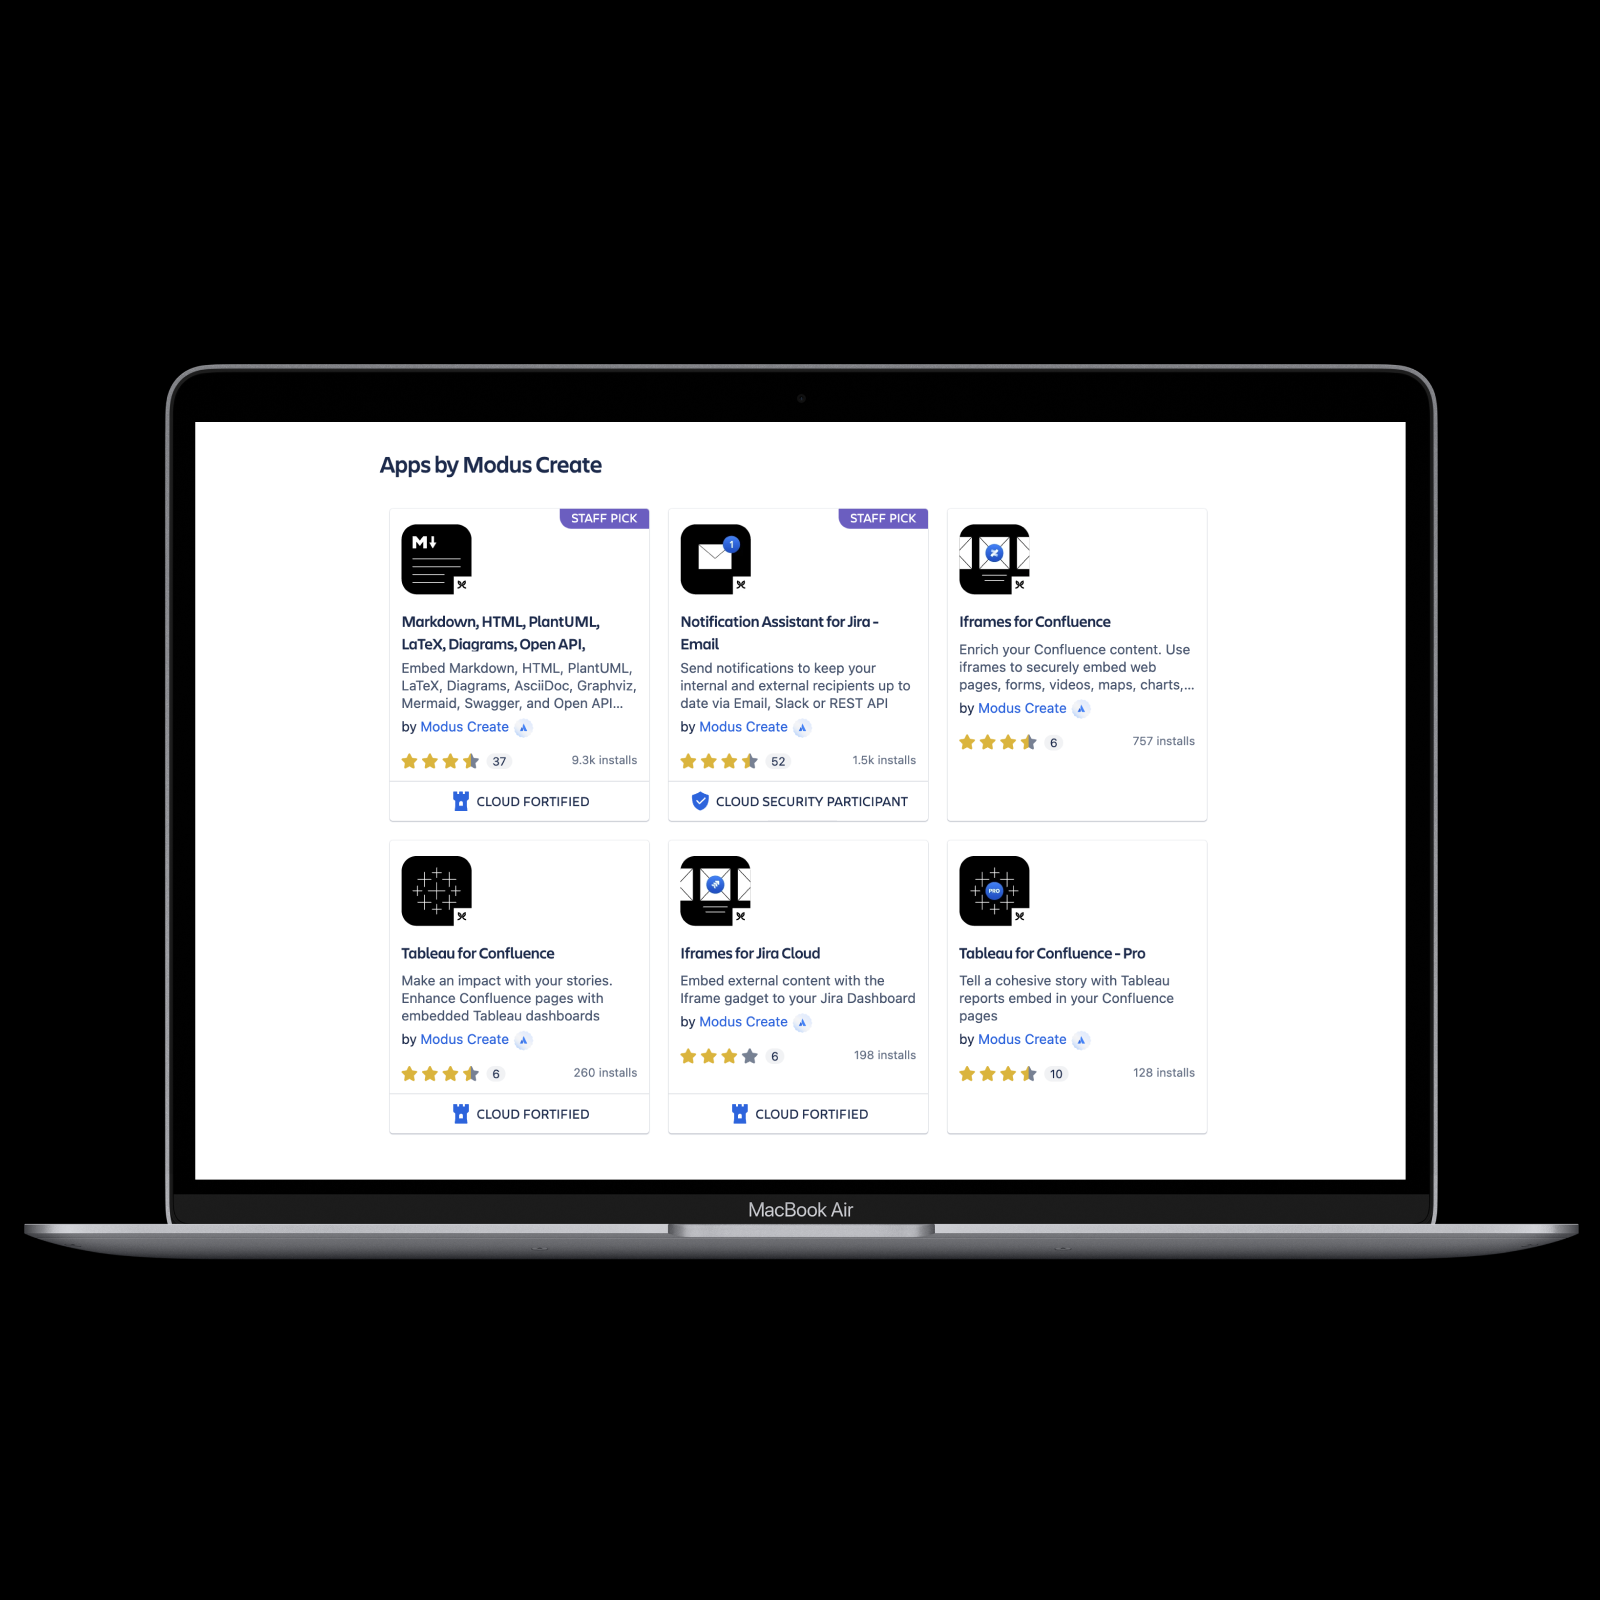 Apps by Modus Create
STAFF PICK
M
Markdown, HTML, PlantUML,
LaTeX, Diagrams, Open API,
Embed Markdown, HTML, PlantUML,
LaTeX, Diagrams, AsciiDoc, Graphviz,
Mermaid, Swagger, and Open API...
by Modus Create
37
9.3k installs
CLOUD FORTIFIED
STAFF PICK
1
Notification Assistant for Jira -
Email
Send notifications to keep your
internal and external recipients up to
date via Email, Slack or REST API
by Modus Create
52
1.5k installs
CLOUD SECURITY PARTICIPANT
Iframes for Confluence
Enrich your Confluence content. Use
iframes to securely embed web
pages, forms, videos, maps, charts,...
by Modus Create
6
757 installs
Tableau for Confluence
Make an impact with your stories.
Enhance Confluence pages with
embedded Tableau dashboards
by Modus Create
6
260 installs
CLOUD FORTIFIED
Iframes for Jira Cloud
Embed external content with the
Iframe gadget to your Jira Dashboard
by Modus Create
6
198 installs
CLOUD FORTIFIED
PRO
Tableau for Confluence - Pro
Tell a cohesive story with Tableau
reports embed in your Confluence
pages
by Modus Create
10
128 installs
MacBook Air